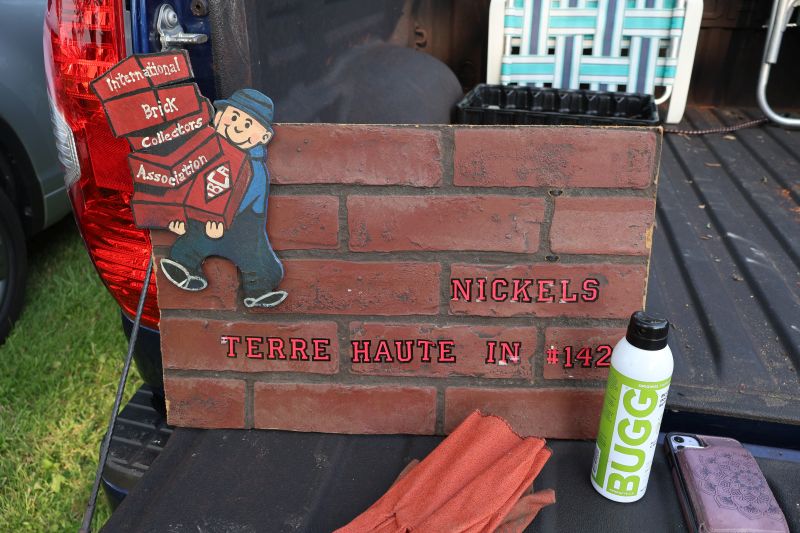 International
Brick
Collectors
Association
IBCA
NICKELS
TERRE HAUTE IN #142
BUGG